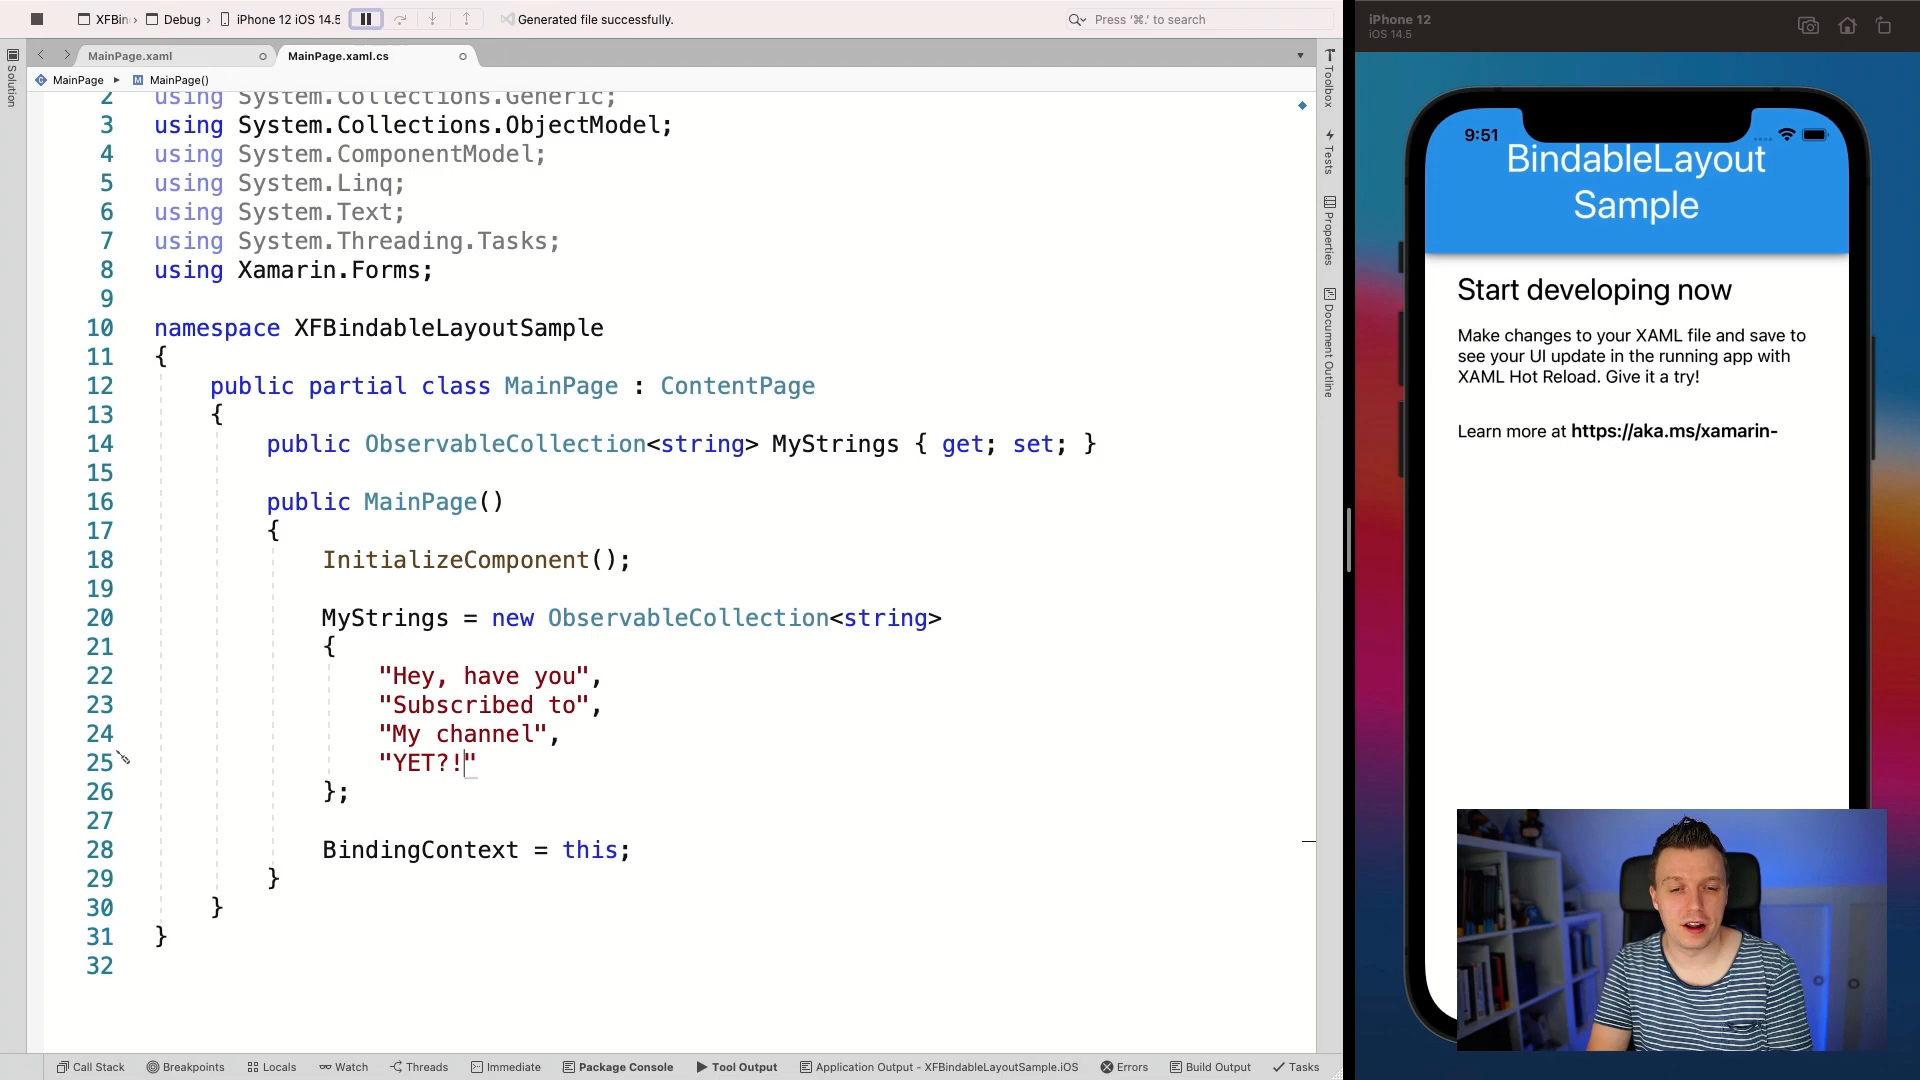 XFBin
Debug
iPhone 12 iOS 14.5
Generated file successfully.
Press '⌘.' to search
MainPage.xaml
MainPage.xaml.cs
MainPage
MainPage()
Solution
2 using System.Collections.Generic;
3 using System.Collections.ObjectModel;
4 using System.ComponentModel;
5 using System.Linq;
6 using System.Text;
7 using System.Threading.Tasks;
8 using Xamarin.Forms;
9
10 namespace XFBindableLayoutSample
11 {
12 public partial class MainPage : ContentPage
13 {
14 public ObservableCollection<string> MyStrings { get; set; }
15
16 public MainPage()
17 {
18 InitializeComponent();
19
20 MyStrings = new ObservableCollection<string>
21 {
22 "Hey, have you",
23 "Subscribed to",
24 "My channel",
25 "YET?!"
26 };
27
28 BindingContext = this;
29 }
30 }
31 }
32
Toolbox
Tests
Properties
Document Outline
Call Stack
Breakpoints
Locals
Watch
Threads
Immediate
Package Console
Tool Output
Application Output - XFBindableLayoutSample.iOS
Errors
Build Output
Tasks
iPhone 12
iOS 14.5
9:51
BindableLayout
Sample
Start developing now
Make changes to your XAML file and save to
see your UI update in the running app with
XAML Hot Reload. Give it a try!
Learn more at https://aka.ms/xamarin-